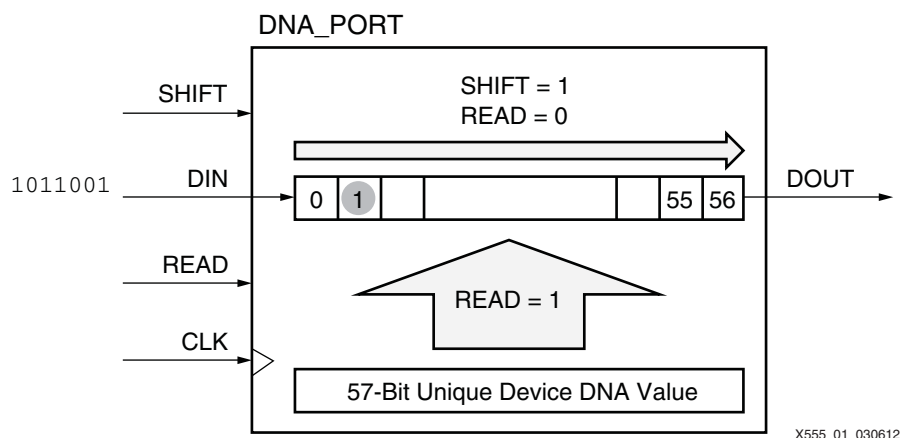 DNA_PORT
SHIFT
SHIFT = 1
READ = 0
1011001
DIN
0 1 55 56
DOUT
READ
READ = 1
CLK
57-Bit Unique Device DNA Value
X555_01_030612